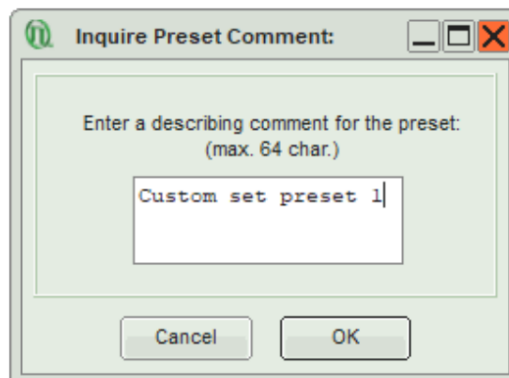 Inquire Preset Comment:
Enter a describing comment for the preset:
(max. 64 char.)
Custom set preset 1
Cancel
OK